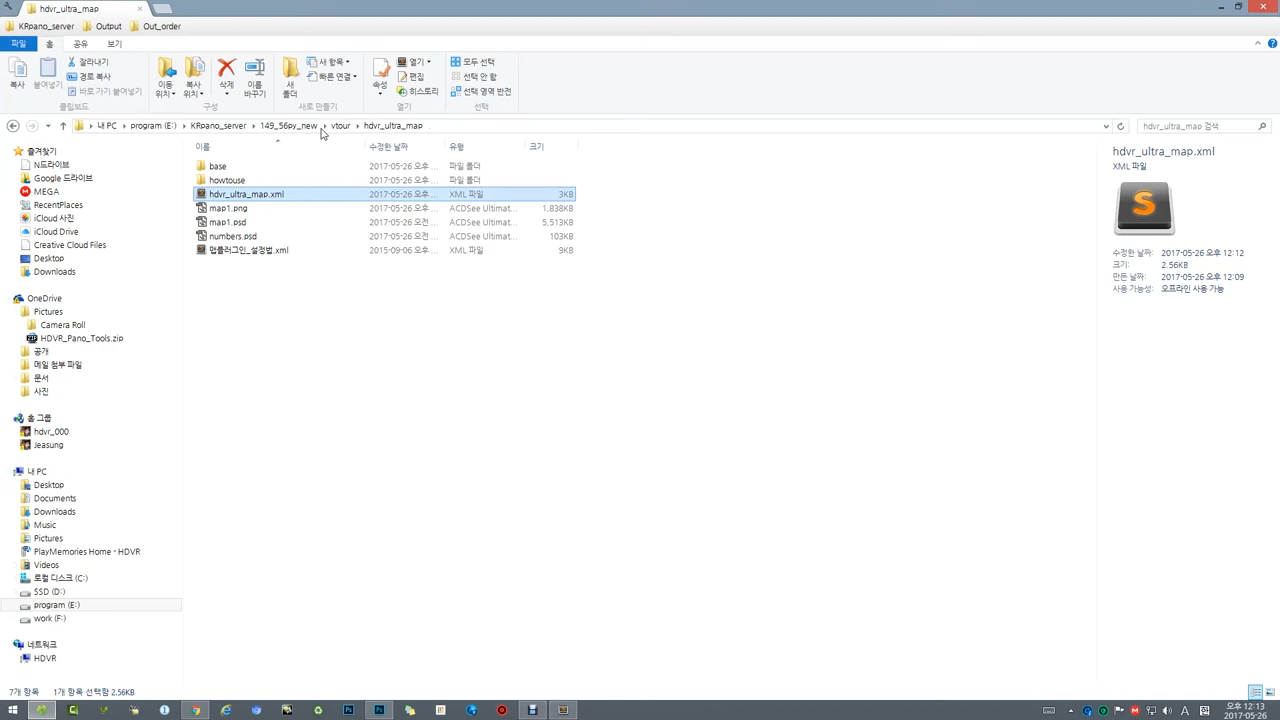 hdvr_ultra_map
KRpano_server Output Out_order
파일 홈 공유 보기
복사 붙여넣기 잘라내기 경로 복사 바로 가기 붙여넣기 이동 위치 복사 위치 삭제 이름 바꾸기 새 폴더 새 항목 빠른 연결 속성 열기 편집 히스토리 모두 선택 선택 안 함 선택 영역 반전
클립보드 구성 새로 만들기 열기 선택
내 PC program (E:) KRpano_server 149_56py_new vtour hdvr_ultra_map hdvr_ultra_map 검색
이름 수정한 날짜 유형 크기
base 2017-05-26 오후 ... 파일 폴더
howtouse 2017-05-26 오후 ... 파일 폴더
hdvr_ultra_map.xml 2017-05-26 오후 ... XML 파일 3KB
map1.png 2017-05-26 오후 ... ACDSee Ultimat... 1,838KB
map1.psd 2017-05-26 오전 ... ACDSee Ultimat... 5,513KB
numbers.psd 2017-05-26 오전 ... ACDSee Ultimat... 103KB
맵플러그인_설정법.xml 2015-09-06 오후 ... XML 파일 9KB
즐겨찾기
N드라이브
Google 드라이브
MEGA
RecentPlaces
iCloud 사진
iCloud Drive
Creative Cloud Files
Desktop
Downloads
OneDrive
Pictures
Camera Roll
HDVR_Pano_Tools.zip
공개
메일 첨부 파일
문서
사진
홈 그룹
hdvr_000
Jeasung
내 PC
Desktop
Documents
Downloads
Music
Pictures
PlayMemories Home - HDVR
Videos
로컬 디스크 (C:)
SSD (D:)
program (E:)
work (F:)
네트워크
HDVR
hdvr_ultra_map.xml
XML 파일
수정한 날짜: 2017-05-26 오후 12:12
크기: 2.56KB
만든 날짜: 2017-05-26 오후 12:09
사용 가능성: 오프라인 사용 가능
7개 항목 1개 항목 선택함 2.56KB
오후 12:13
2017-05-26